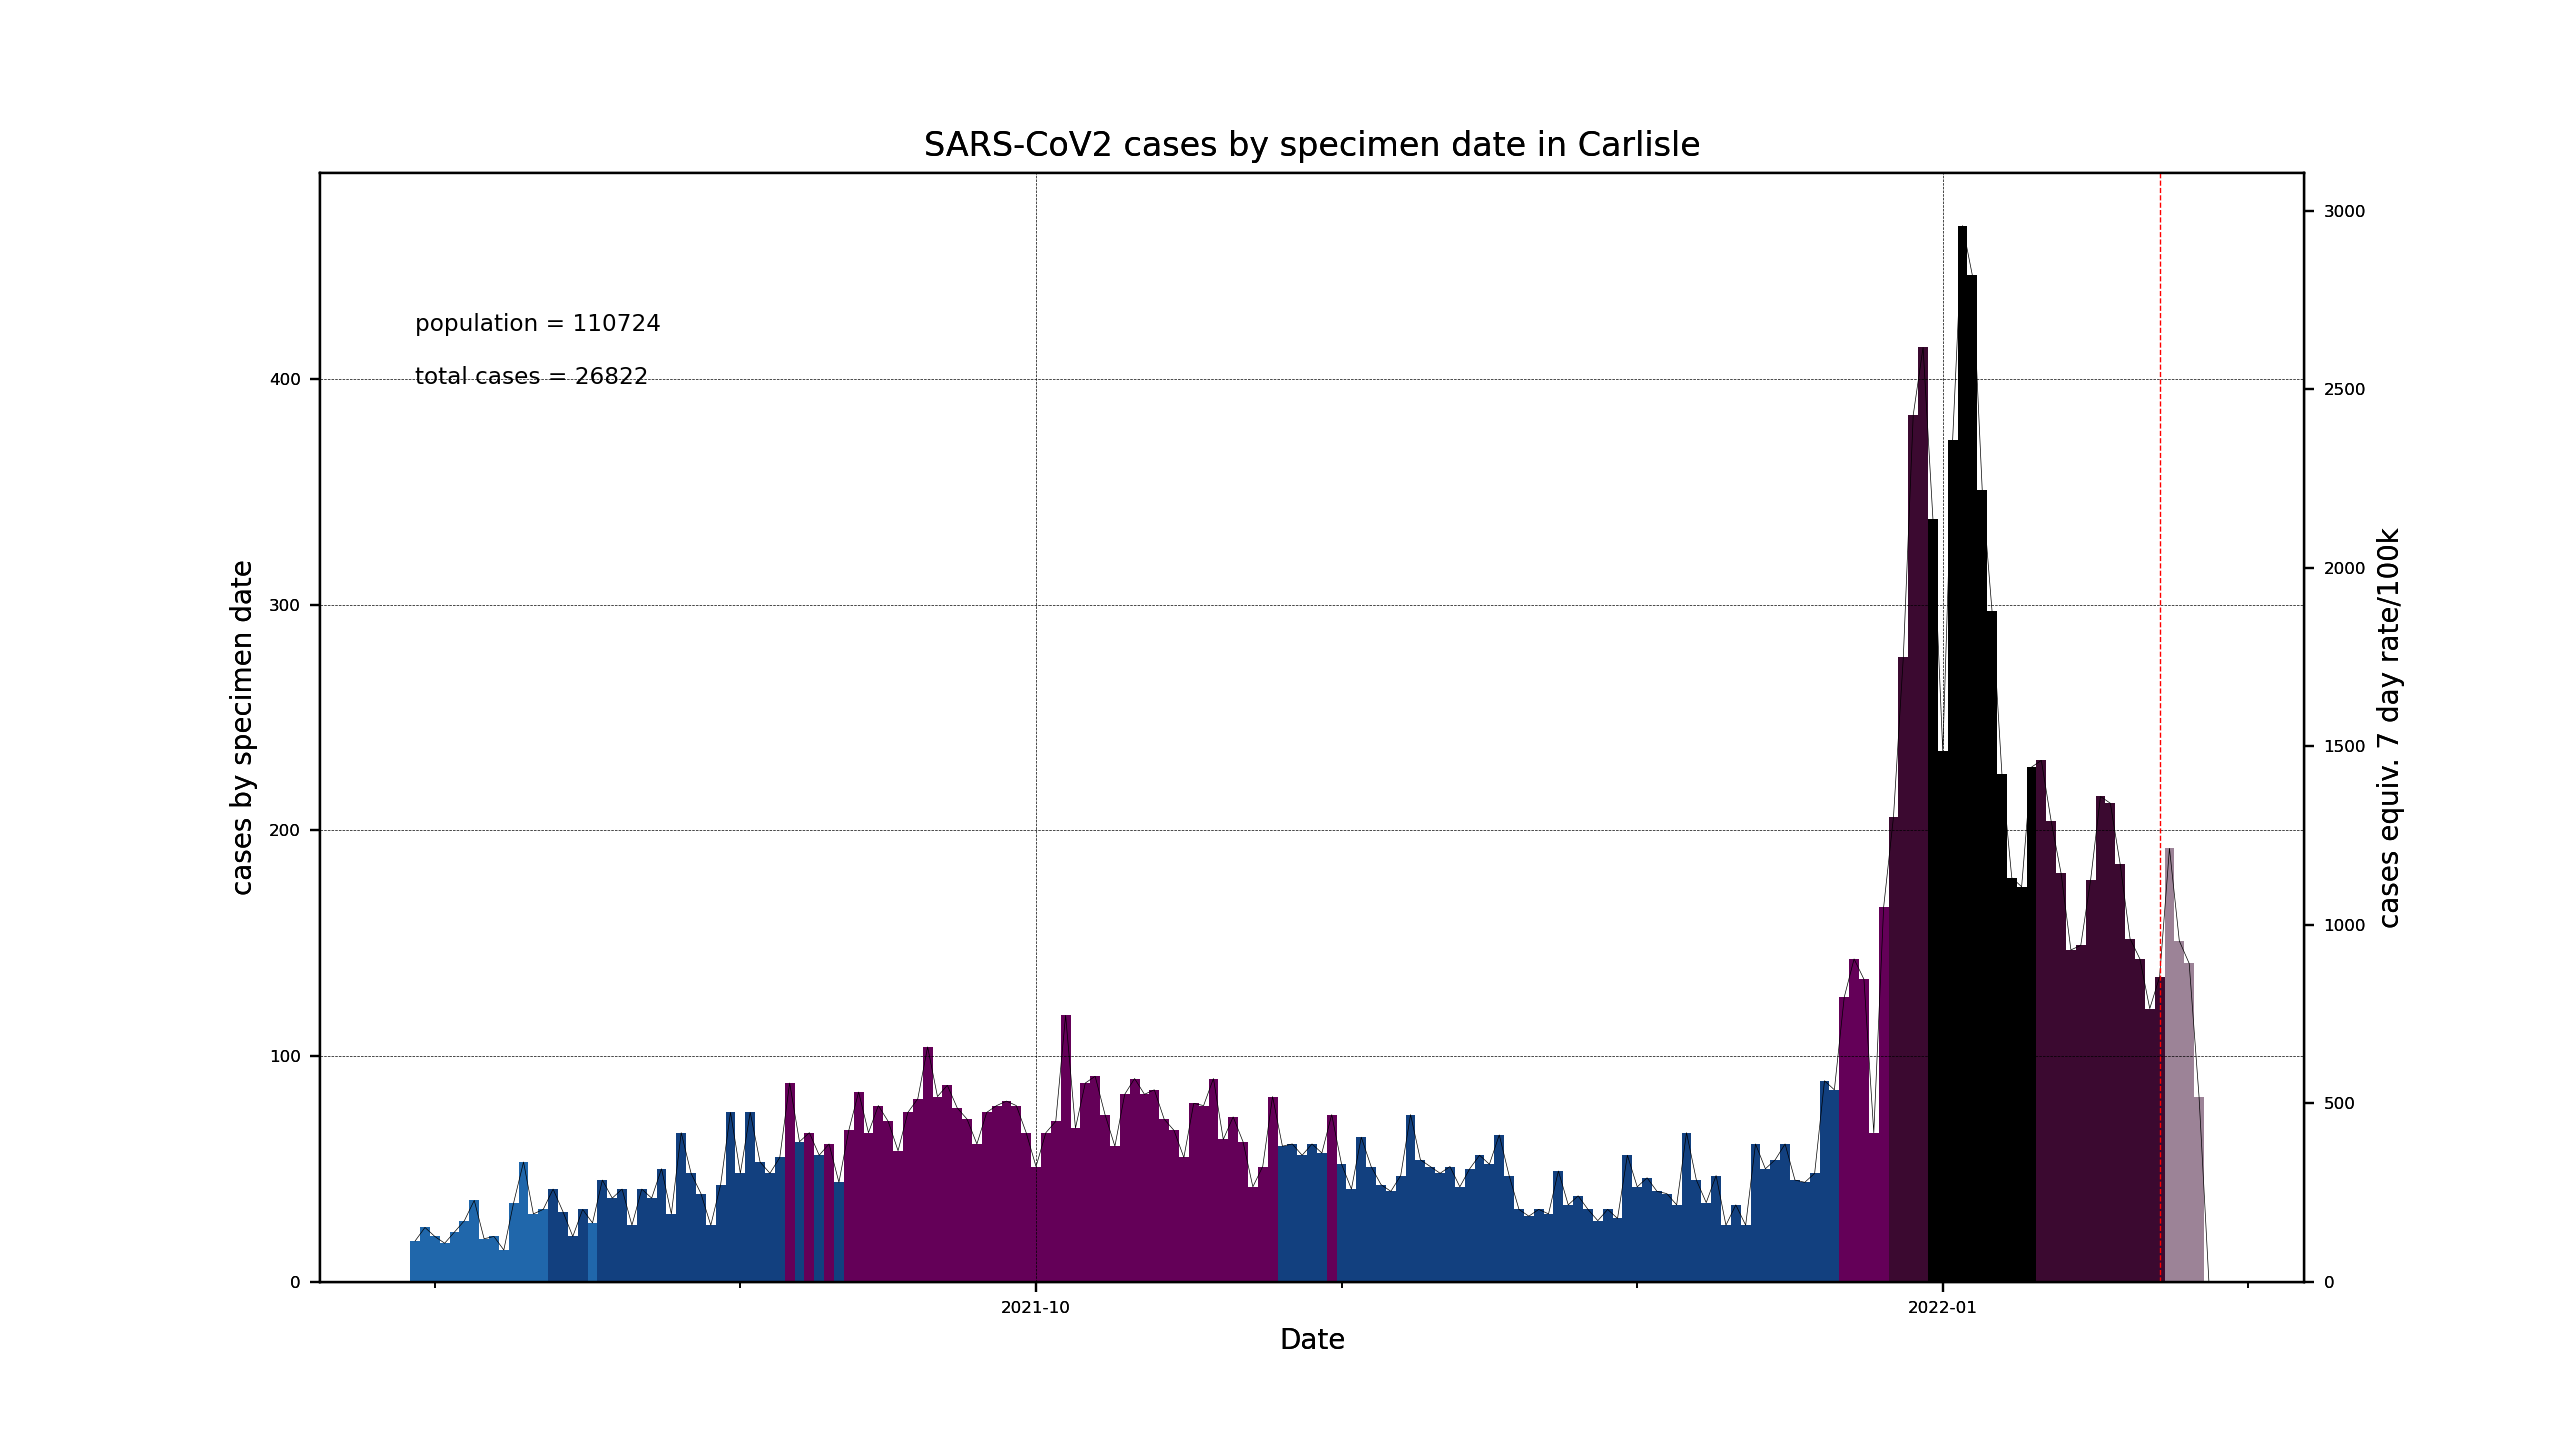 SARS-CoV2 cases by specimen date in Carlisle
population = 110724
total cases = 26822
cases by specimen date
400
300
200
100
0
3000
2500
2000
1500
1000
500
0
cases equiv. 7 day rate/100k
2021-10
2022-01
Date